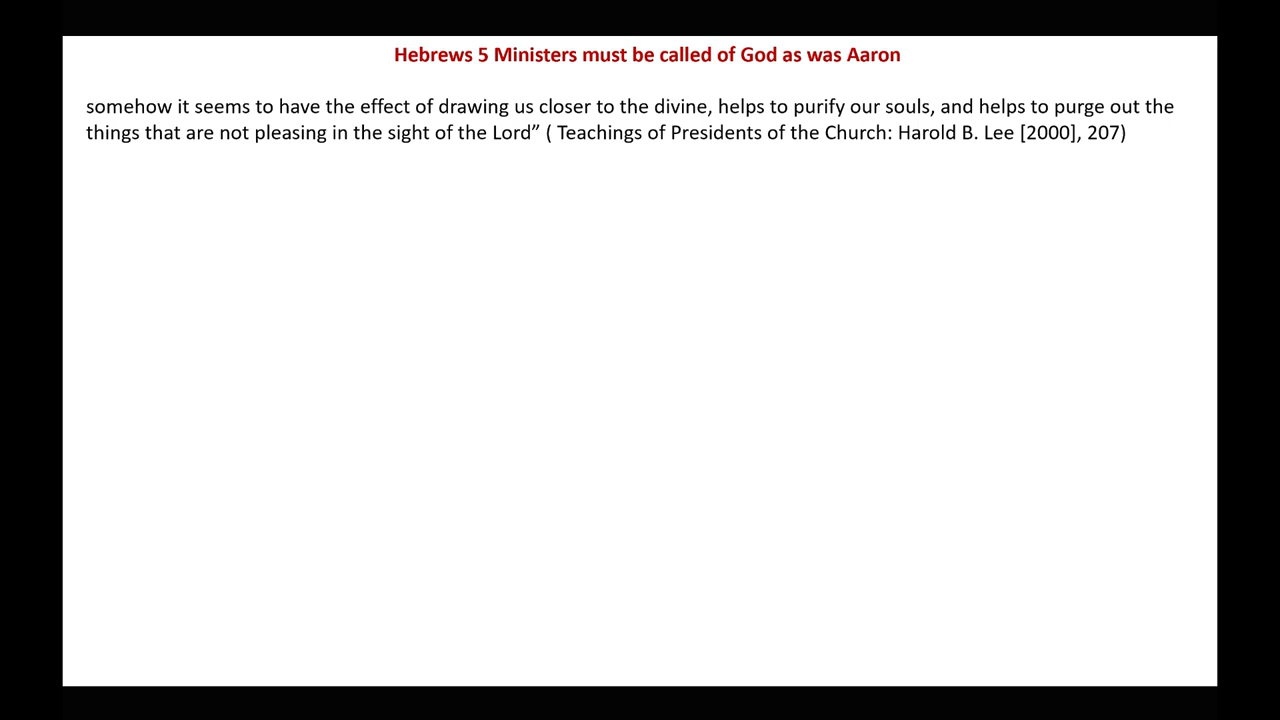 Hebrews 5 Ministers must be called of God as was Aaron
somehow it seems to have the effect of drawing us closer to the divine, helps to purify our souls, and helps to purge out the
things that are not pleasing in the sight of the Lord” ( Teachings of Presidents of the Church: Harold B. Lee [2000], 207)